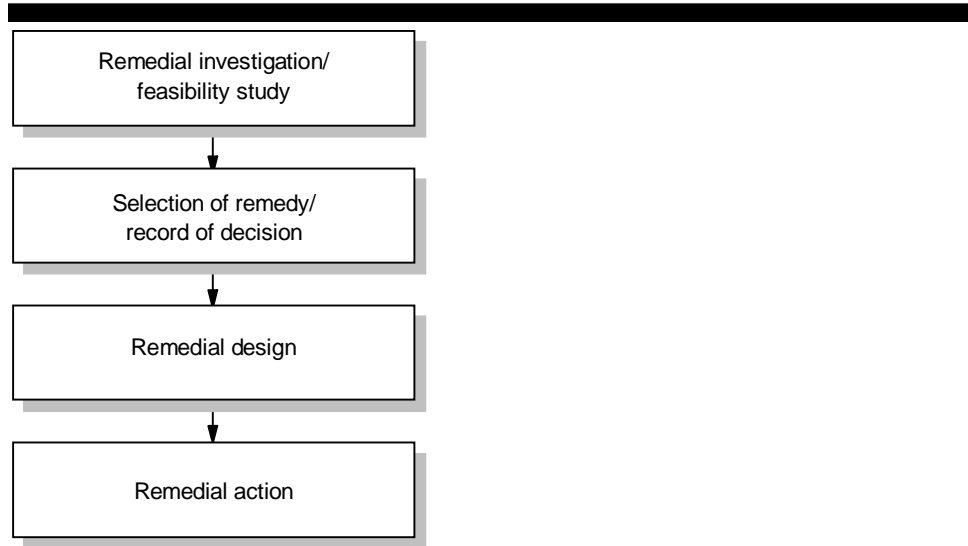 Remedial investigation/
feasibility study
Selection of remedy/
record of decision
Remedial design
Remedial action